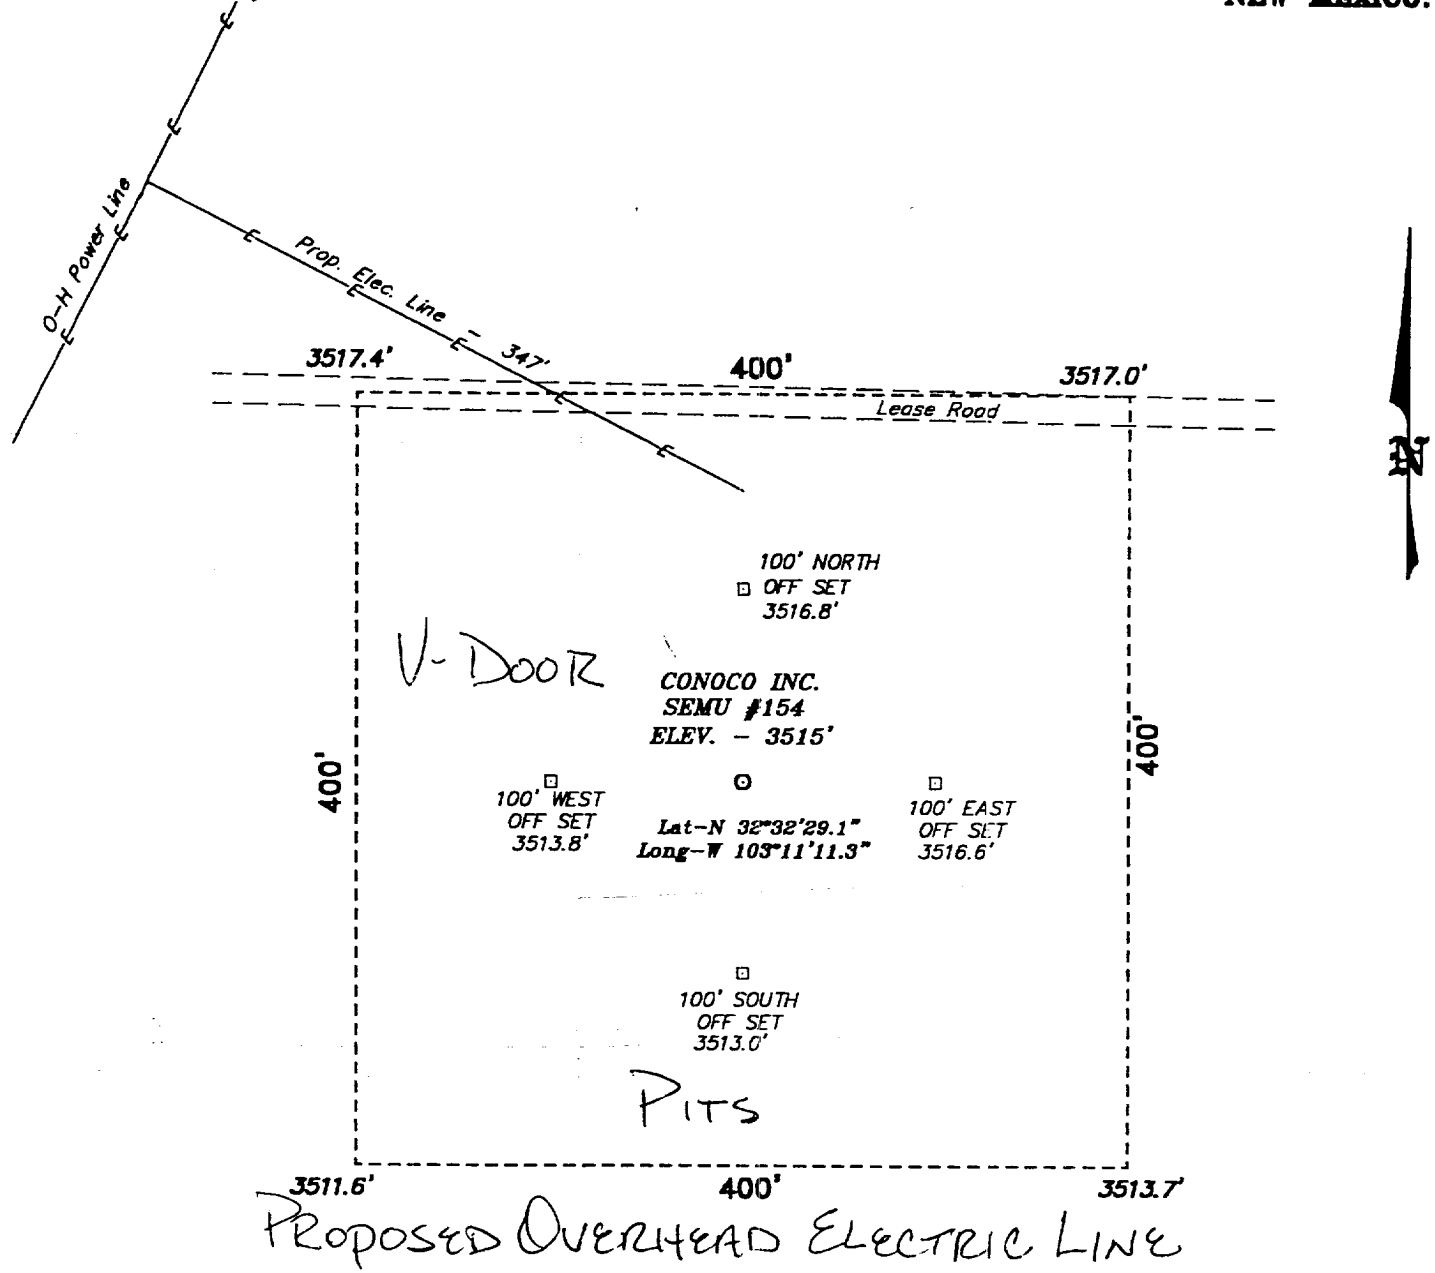 NEW MEXICO.
O-H Power Line
Prop. Elec. Line - 347'
3517.4'
400'
3517.0'
Lease Road
N
100' NORTH
OFF SET
3516.8'
V-DOOR
CONOCO INC.
SEMU #154
ELEV. - 3515'
400'
400'
100' WEST
OFF SET
3513.8'
Lat-N 32°32'29.1"
Long-W 103°11'11.3"
100' EAST
OFF SET
3516.6'
100' SOUTH
OFF SET
3513.0'
PITS
3511.6'
400'
3513.7'
PROPOSED OVERHEAD ELECTRIC LINE